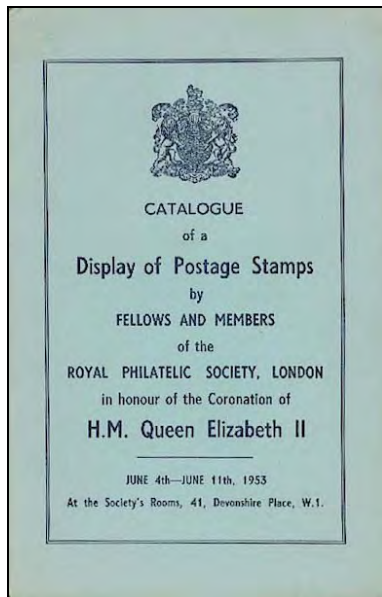 CATALOGUE
of a
Display of Postage Stamps
by
FELLOWS AND MEMBERS
of the
ROYAL PHILATELIC SOCIETY, LONDON
in honour of the Coronation of
H.M. Queen Elizabeth II
JUNE 4th—JUNE 11th, 1953
At the Society's Rooms, 41, Devonshire Place, W.1.